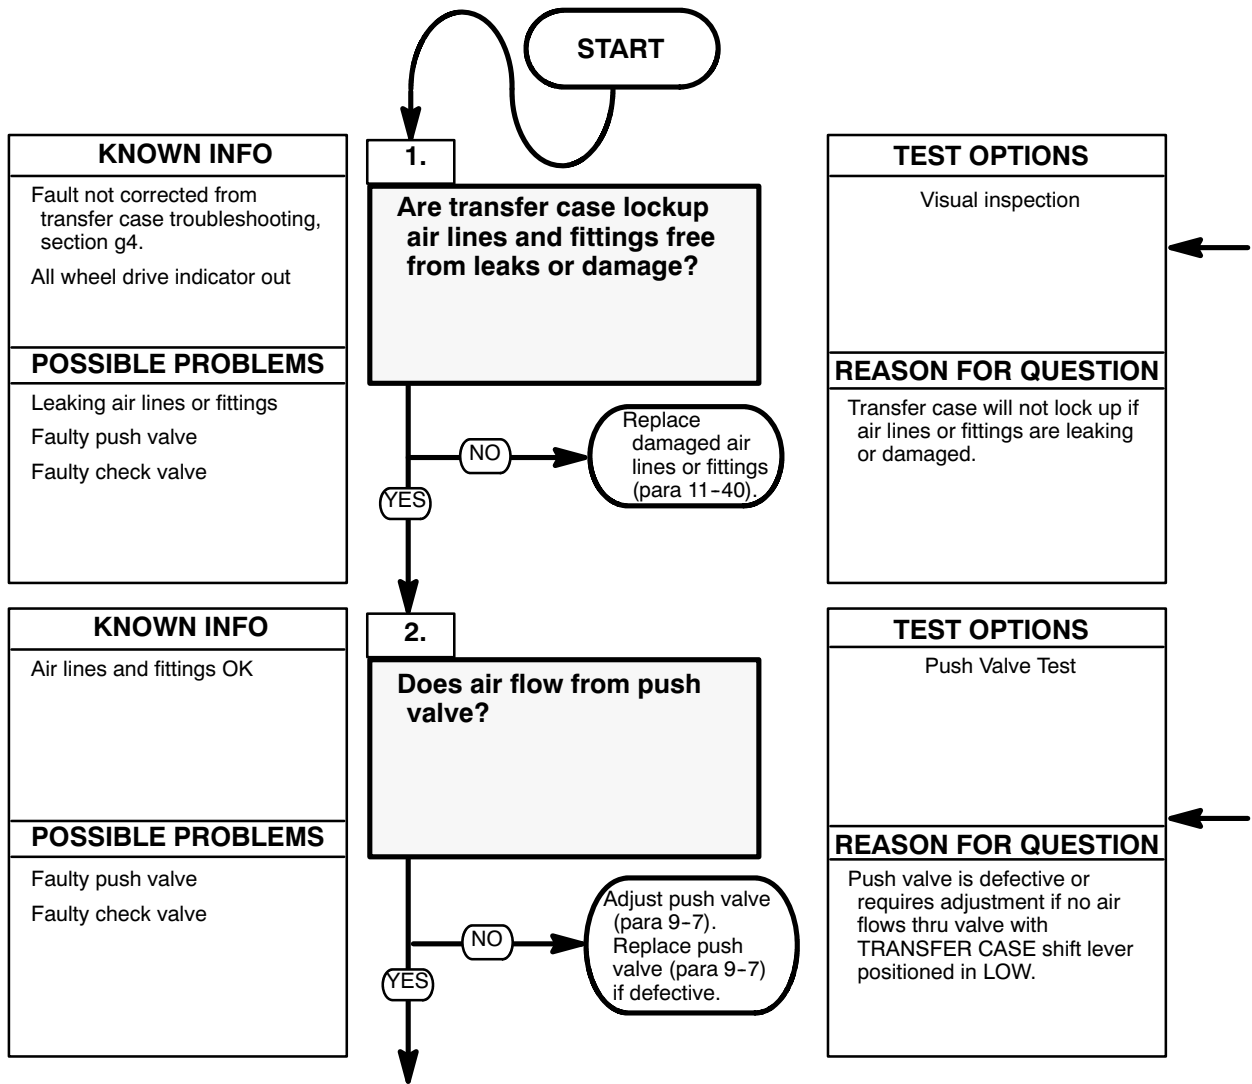 START
KNOWN INFO
Fault not corrected from
transfer case troubleshooting,
section g4.
All wheel drive indicator out
POSSIBLE PROBLEMS
Leaking air lines or fittings
Faulty push valve
Faulty check valve
1.
Are transfer case lockup
air lines and fittings free
from leaks or damage?
NO
Replace
damaged air
lines or fittings
(para 11-40).
YES
TEST OPTIONS
Visual inspection
REASON FOR QUESTION
Transfer case will not lock up if
air lines or fittings are leaking
or damaged.
KNOWN INFO
Air lines and fittings OK
POSSIBLE PROBLEMS
Faulty push valve
Faulty check valve
2.
Does air flow from push
valve?
NO
Adjust push valve
(para 9-7).
Replace push
valve (para 9-7)
if defective.
YES
TEST OPTIONS
Push Valve Test
REASON FOR QUESTION
Push valve is defective or
requires adjustment if no air
flows thru valve with
TRANSFER CASE shift lever
positioned in LOW.